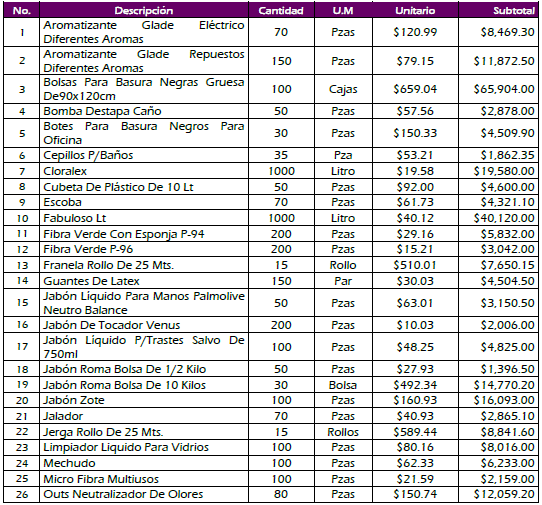 No. Descripción Cantidad U.M Unitario Subtotal
1 Aromatizante Glade Eléctrico Diferentes Aromas 70 Pzas $120.99 $8,469.30
2 Aromatizante Glade Repuestos Diferentes Aromas 150 Pzas $79.15 $11,872.50
3 Bolsas Para Basura Negras Gruesa De90x120cm 100 Cajas $659.04 $65,904.00
4 Bomba Destapa Caño 50 Pzas $57.56 $2,878.00
5 Botes Para Basura Negros Para Oficina 30 Pzas $150.33 $4,509.90
6 Cepillos P/Baños 35 Pza $53.21 $1,862.35
7 Cloralex 1000 Litro $19.58 $19,580.00
8 Cubeta De Plástico De 10 Lt 50 Pzas $92.00 $4,600.00
9 Escoba 70 Pzas $61.73 $4,321.10
10 Fabuloso Lt 1000 Litro $40.12 $40,120.00
11 Fibra Verde Con Esponja P-94 200 Pzas $29.16 $5,832.00
12 Fibra Verde P-96 200 Pzas $15.21 $3,042.00
13 Franela Rollo De 25 Mts. 15 Rollo $510.01 $7,650.15
14 Guantes De Latex 150 Par $30.03 $4,504.50
15 Jabón Líquido Para Manos Palmolive Neutro Balance 50 Pzas $63.01 $3,150.50
16 Jabón De Tocador Venus 200 Pzas $10.03 $2,006.00
17 Jabón Líquido P/Trastes Salvo De 750ml 100 Pzas $48.25 $4,825.00
18 Jabón Roma Bolsa De 1/2 Kilo 50 Pzas $27.93 $1,396.50
19 Jabón Roma Bolsa De 10 Kilos 30 Bolsa $492.34 $14,770.20
20 Jabón Zote 100 Pzas $160.93 $16,093.00
21 Jalador 70 Pzas $40.93 $2,865.10
22 Jerga Rollo De 25 Mts. 15 Rollos $589.44 $8,841.60
23 Limpiador Liquido Para Vidrios 100 Pzas $80.16 $8,016.00
24 Mechudo 100 Pzas $62.33 $6,233.00
25 Micro Fibra Multiusos 100 Pzas $21.59 $2,159.00
26 Outs Neutralizador De Olores 80 Pzas $150.74 $12,059.20